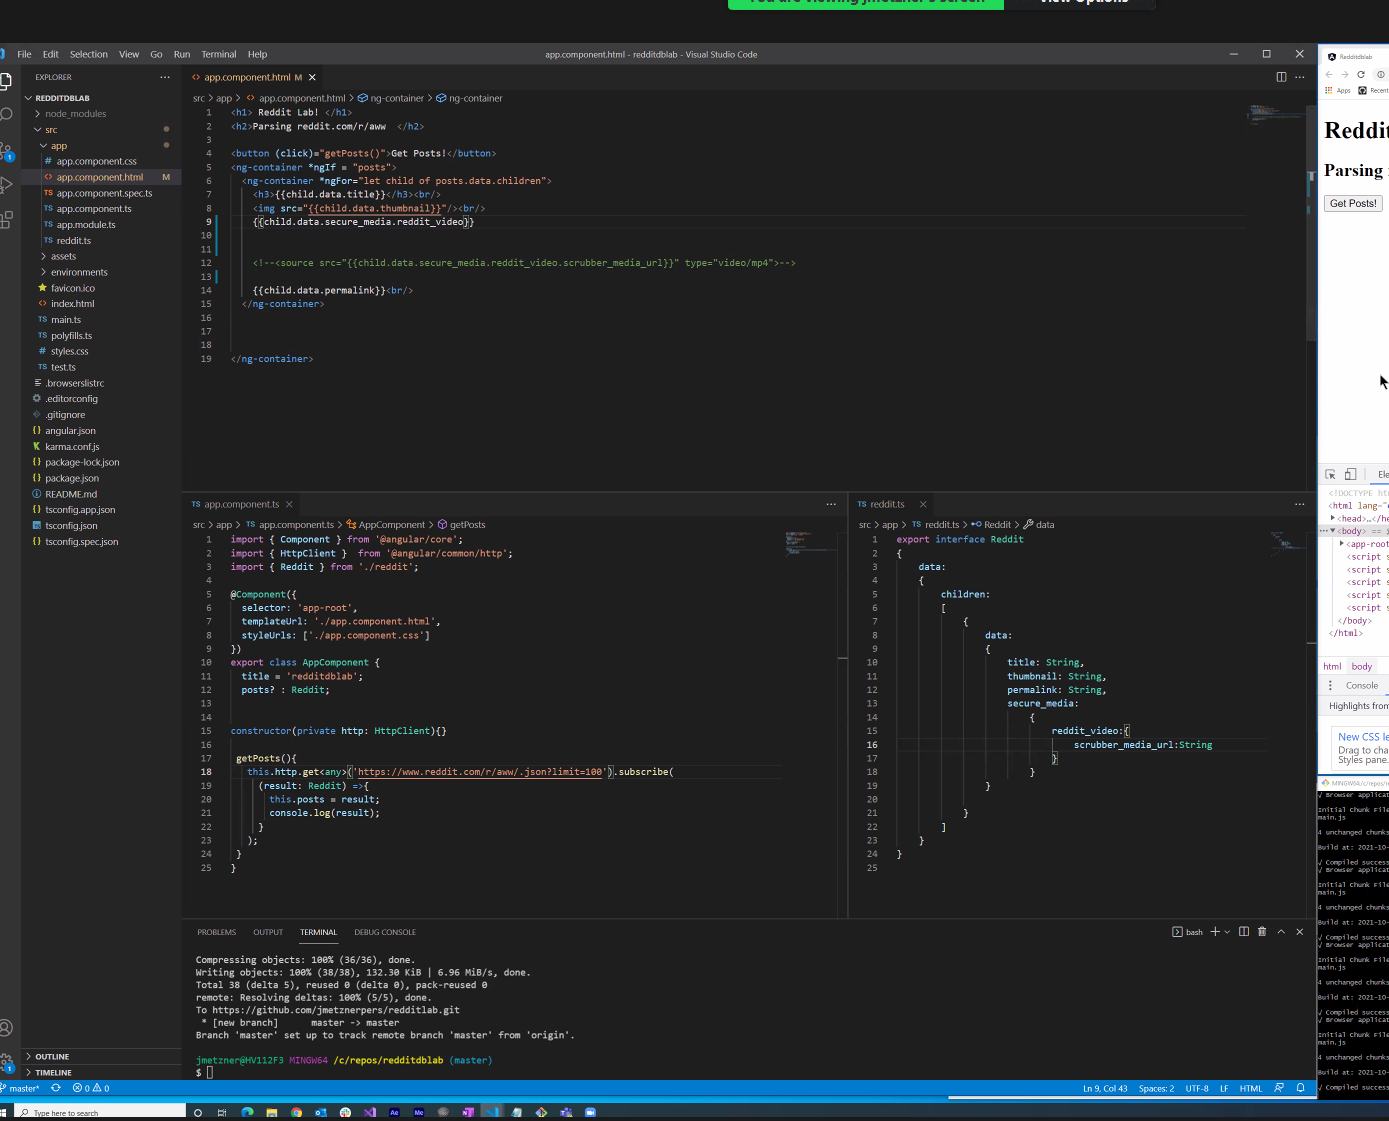 You are viewing jmetzner's screen
View Options
File Edit Selection View Go Run Terminal Help
app.component.html - redditdblab - Visual Studio Code
EXPLORER
REDDITDBLAB
node_modules
src
app
app.component.css
app.component.html M
app.component.spec.ts
app.component.ts
app.module.ts
reddit.ts
assets
environments
favicon.ico
index.html
main.ts
polyfills.ts
styles.css
test.ts
.browserslistrc
.editorconfig
.gitignore
angular.json
karma.conf.js
package-lock.json
package.json
README.md
tsconfig.app.json
tsconfig.json
tsconfig.spec.json
OUTLINE
TIMELINE
app.component.html M
src > app > app.component.html > ng-container > ng-container
1 <h1> Reddit Lab! </h1>
2 <h2>Parsing reddit.com/r/aww  </h2>
3
4 <button (click)="getPosts()">Get Posts!</button>
5 <ng-container *ngIf = "posts">
6 <ng-container *ngFor="let child of posts.data.children">
7 <h3>{{child.data.title}}</h3><br/>
8 <img src="{{child.data.thumbnail}}"/><br/>
9 {{child.data.secure_media.reddit_video}}
10
11
12 <!--<source src="{{child.data.secure_media.reddit_video.scrubber_media_url}}" type="video/mp4">-->
13
14 {{child.data.permalink}}<br/>
15 </ng-container>
16
17
18
19 </ng-container>
TS app.component.ts
src > app > TS app.component.ts > AppComponent > getPosts
1 import { Component } from '@angular/core';
2 import { HttpClient }  from '@angular/common/http';
3 import { Reddit } from './reddit';
4
5 @Component({
6 selector: 'app-root',
7 templateUrl: './app.component.html',
8 styleUrls: ['./app.component.css']
9 })
10 export class AppComponent {
11 title = 'redditdblab';
12 posts? : Reddit;
13
14
15 constructor(private http: HttpClient){}
16
17 getPosts(){
18 this.http.get<any>('https://www.reddit.com/r/aww/.json?limit=100').subscribe(
19 (result: Reddit) =>{
20 this.posts = result;
21 console.log(result);
22 }
23 );
24 }
25 }
TS reddit.ts
src > app > TS reddit.ts > Reddit > data
1 export interface Reddit
2 {
3 data:
4 {
5 children:
6 [
7 {
8 data:
9 {
10 title: String,
11 thumbnail: String,
12 permalink: String,
13 secure_media:
14 {
15 reddit_video:{
16 scrubber_media_url:String
17 }
18 }
19 }
20
21 }
22 ]
23 }
24 }
25
PROBLEMS OUTPUT TERMINAL DEBUG CONSOLE
bash
Compressing objects: 100% (36/36), done.
Writing objects: 100% (38/38), 132.30 KiB | 6.96 MiB/s, done.
Total 38 (delta 5), reused 0 (delta 0), pack-reused 0
remote: Resolving deltas: 100% (5/5), done.
To https://github.com/jmetznerpers/redditlab.git
* [new branch] master -> master
Branch 'master' set up to track remote branch 'master' from 'origin'.
jmetzner@HV112F3 MINGW64 /c/repos/redditdblab (master)
$
master* 0 0
Ln 9, Col 43 Spaces: 2 UTF-8 LF HTML
Type here to search
Redditdblab
Apps
Recent
Reddit
Parsing
Get Posts!
Ele
<!DOCTYPE ht
<html lang="
<head>…</he
<body> ==
<app-root
<script s
<script s
<script s
<script s
<script s
</body>
</html>
html body
Console
Highlights from
New CSS le
Drag to cha
Styles pane.
MINGW64:/c/repos/re
√ Browser applicat
Initial Chunk File
main.js
4 unchanged chunks
Build at: 2021-10-
√ Compiled success
√ Browser applicat
Initial Chunk File
main.js
4 unchanged chunks
Build at: 2021-10-
√ Compiled success
√ Browser applicat
Initial Chunk File
main.js
4 unchanged chunks
Build at: 2021-10-
√ Compiled success
√ Browser applicat
Initial Chunk File
main.js
4 unchanged chunks
Build at: 2021-10-
√ Compiled success